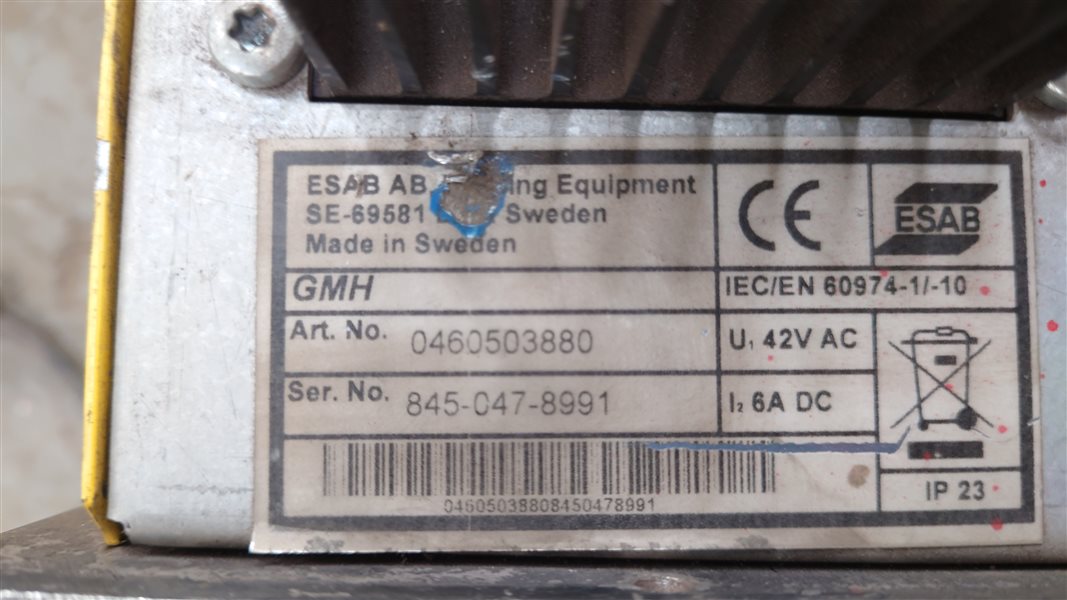 ESAB AB ing Equipment
SE-69581 Sweden
Made in Sweden
CE
ESAB
GMH
IEC/EN 60974-1/-10
Art. No. 0460503880
U₁ 42V AC
Ser. No. 845-047-8991
I₂ 6A DC
04605038808450478991
IP 23